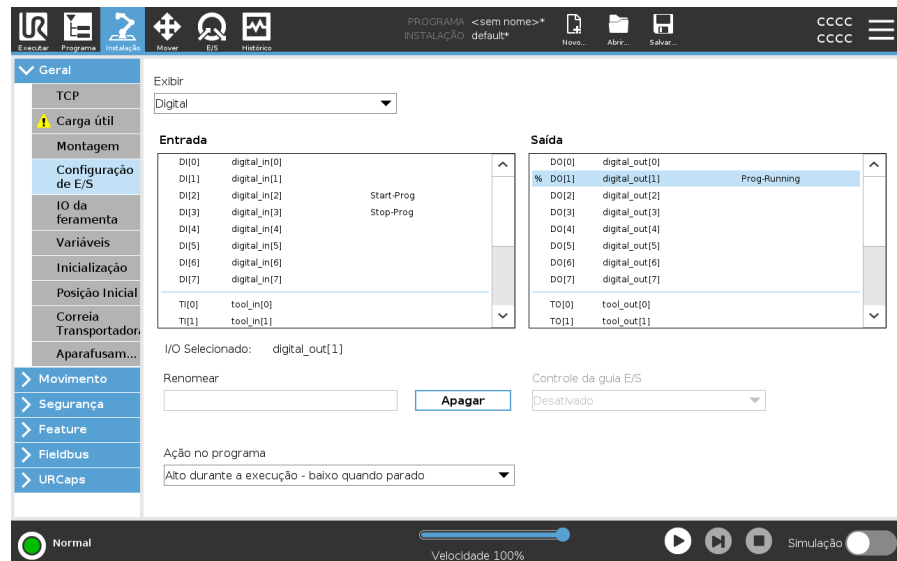 PROGRAMA <sem nome>*
INSTALAÇÃO default*
CCCC
CCCC
Executar Programa Instalação Mover E/S Histórico Novo... Abrir... Salvar...
Geral
TCP
Carga útil
Montagem
Configuração
de E/S
IO da
ferramenta
Variáveis
Inicialização
Posição Inicial
Correia
Transportador
Aparafusam...
Movimento
Segurança
Feature
Fieldbus
URCaps
Exibir
Digital
Entrada
DI[0] digital_in[0]
DI[1] digital_in[1]
DI[2] digital_in[2] Start-Prog
DI[3] digital_in[3] Stop-Prog
DI[4] digital_in[4]
DI[5] digital_in[5]
DI[6] digital_in[6]
DI[7] digital_in[7]
TI[0] tool_in[0]
TI[1] tool_in[1]
Saída
DO[0] digital_out[0]
% DO[1] digital_out[1] Prog-Running
DO[2] digital_out[2]
DO[3] digital_out[3]
DO[4] digital_out[4]
DO[5] digital_out[5]
DO[6] digital_out[6]
DO[7] digital_out[7]
TO[0] tool_out[0]
TO[1] tool_out[1]
I/O Selecionado: digital_out[1]
Renomear
Apagar
Controle da guia E/S
Desativado
Ação no programa
Alto durante a execução - baixo quando parado
Normal
Velocidade 100%
Simulação